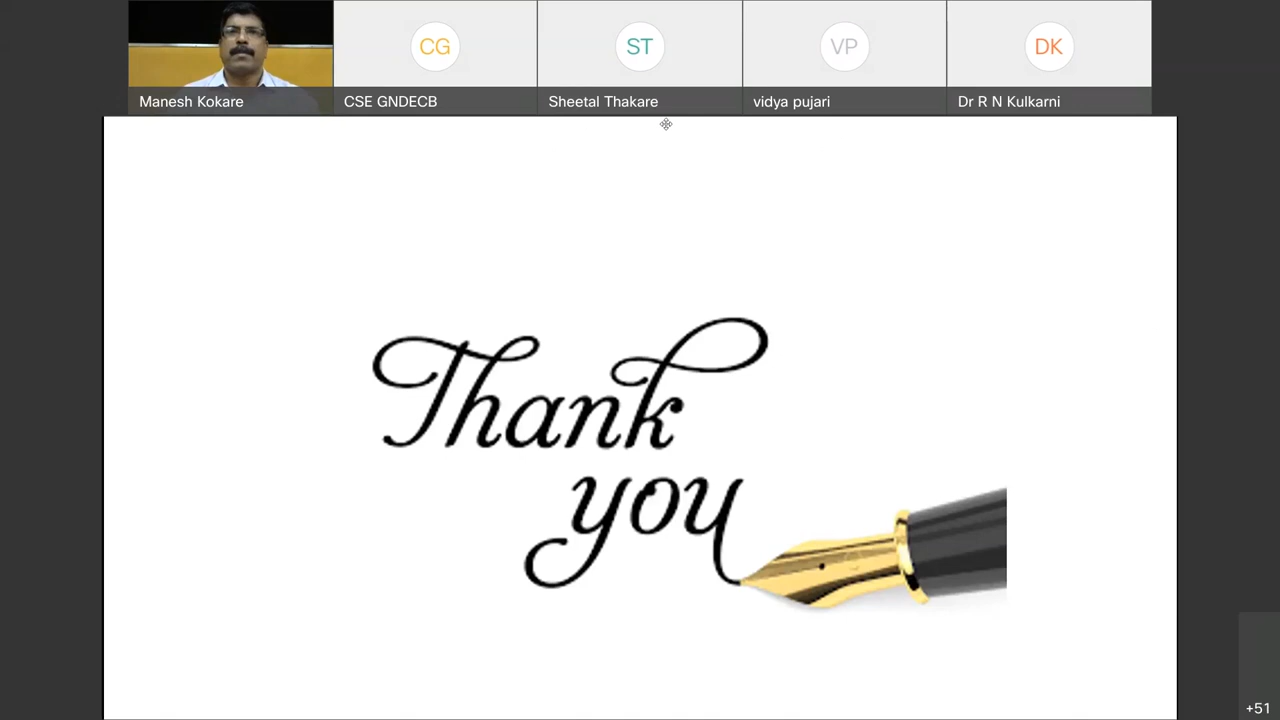 CG
ST
VP
DK
Manesh Kokare
CSE GNDECB
Sheetal Thakare
vidya pujari
Dr R N Kulkarni
Thank
you
+51